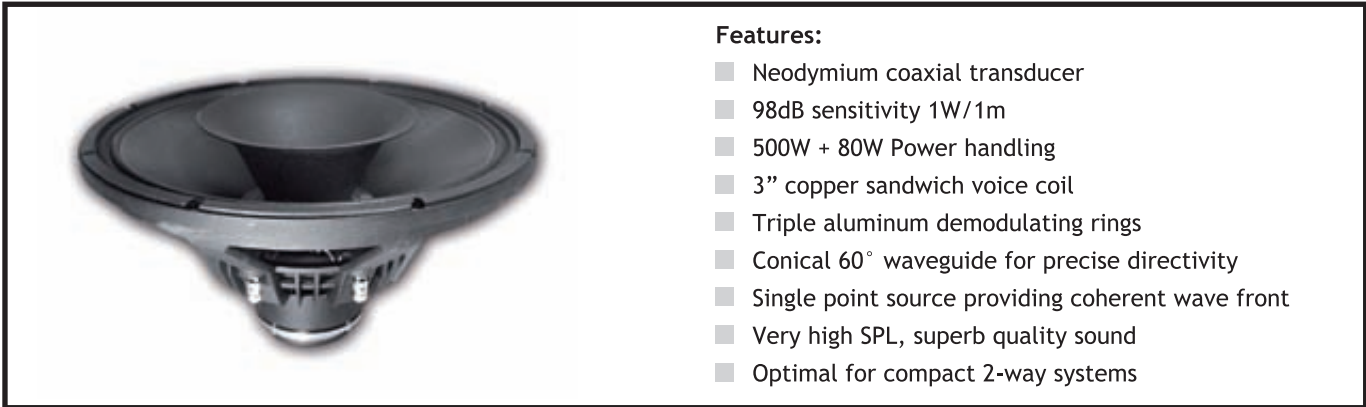 Features:
Neodymium coaxial transducer
98dB sensitivity 1W/1m
500W + 80W Power handling
3” copper sandwich voice coil
Triple aluminum demodulating rings
Conical 60° waveguide for precise directivity
Single point source providing coherent wave front
Very high SPL, superb quality sound
Optimal for compact 2-way systems